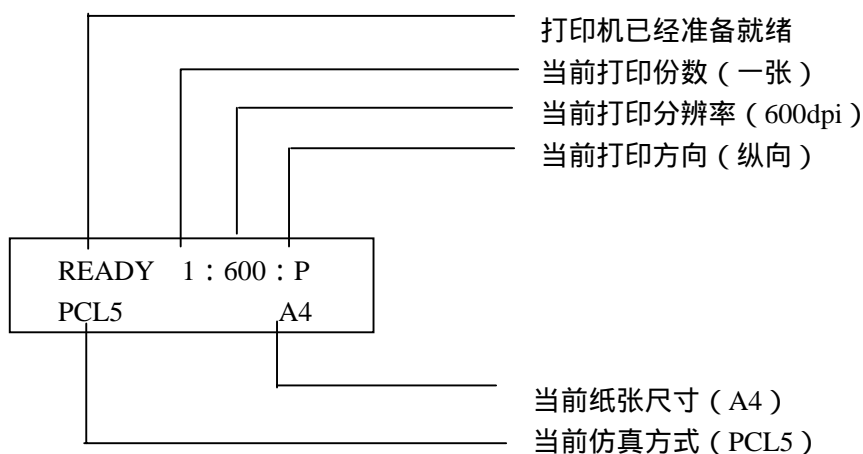 打印机已经准备就绪
当前打印份数（一张）
当前打印分辨率（600dpi）
当前打印方向（纵向）
READY 1：600：P
PCL5 A4
当前纸张尺寸（A4）
当前仿真方式（PCL5）